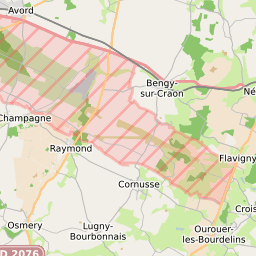 Avord
Bengy-
sur-Craon
Né
Champagne
Raymond
Flavigny
Cornusse
Crois
Osmery
Lugny-
Bourbonnais
Ourouer-
les-Bourdelins
D 2076